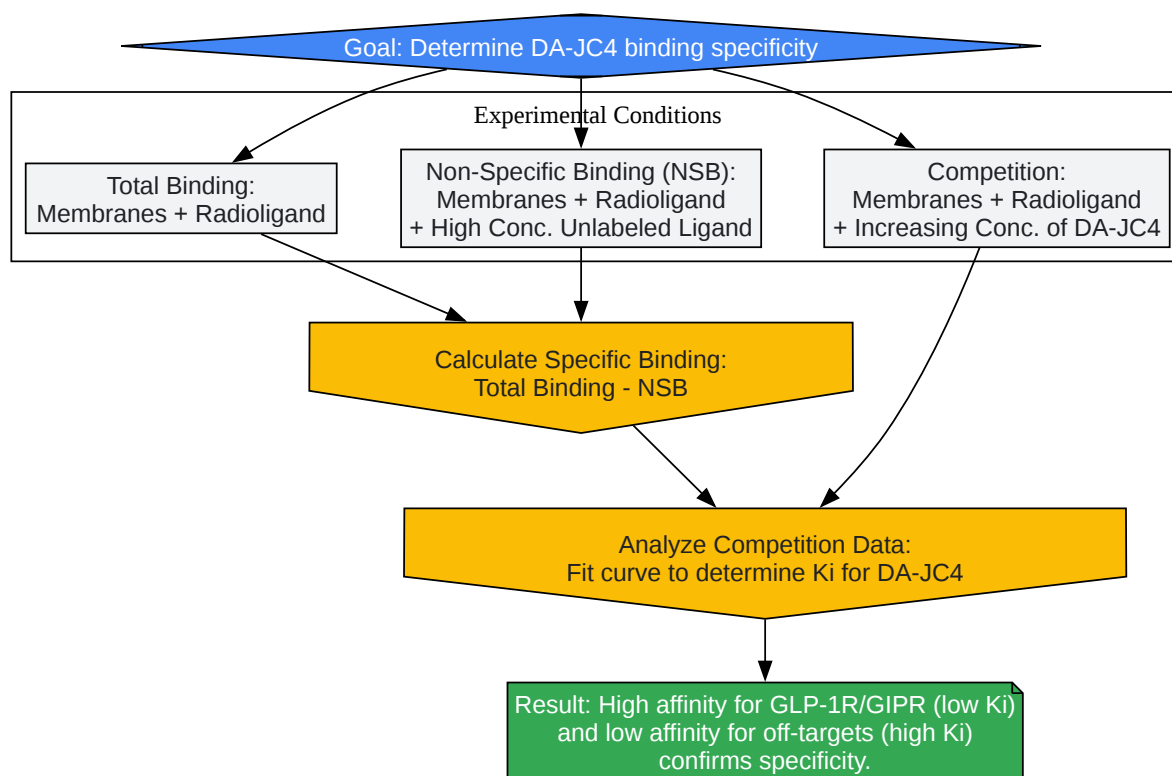 Goal: Determine DA-JC4 binding specificity
Experimental Conditions
Total Binding:
Membranes + Radioligand
Non-Specific Binding (NSB):
Membranes + Radioligand
+ High Conc. Unlabeled Ligand
Competition:
Membranes + Radioligand
+ Increasing Conc. of DA-JC4
Calculate Specific Binding:
Total Binding - NSB
Analyze Competition Data:
Fit curve to determine Ki for DA-JC4
Result: High affinity for GLP-1R/GIPR (low Ki)
and low affinity for off-targets (high Ki)
confirms specificity.